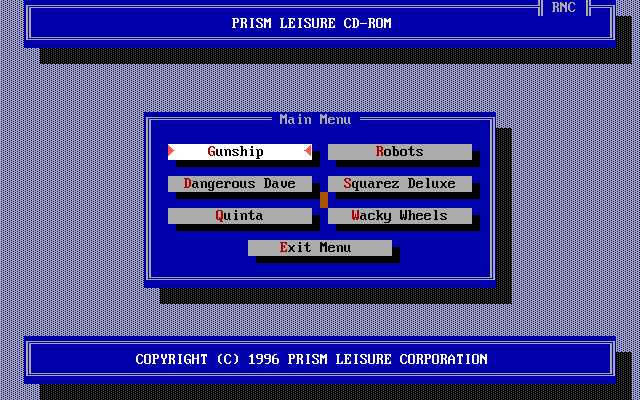 RNC
PRISM LEISURE CD-ROM
Main Menu
Gunship Robots
Dangerous Dave Squarez Deluxe
Quinta Wacky Wheels
Exit Menu
COPYRIGHT (C) 1996 PRISM LEISURE CORPORATION